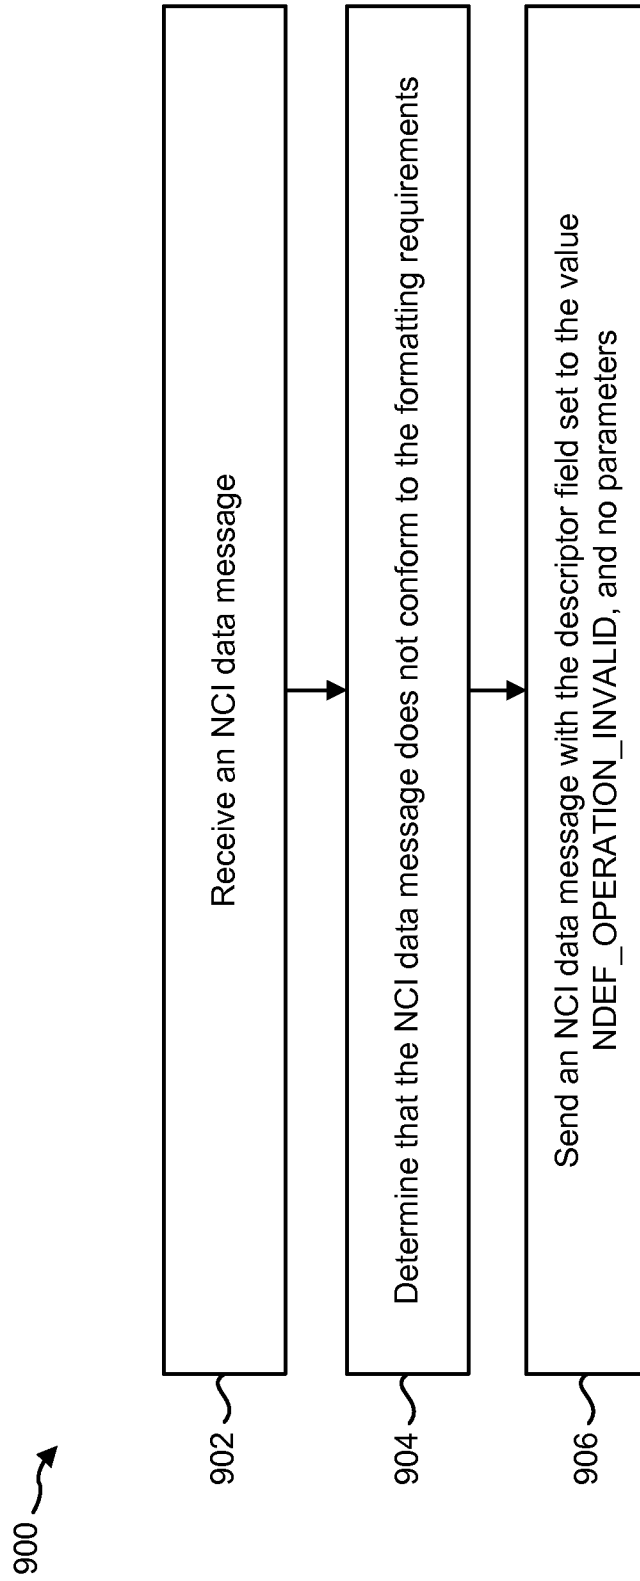 900
902
Receive an NCI data message
904
Determine that the NCI data message does not conform to the formatting requirements
906
Send an NCI data message with the descriptor field set to the value
NDEF_OPERATION_INVALID, and no parameters